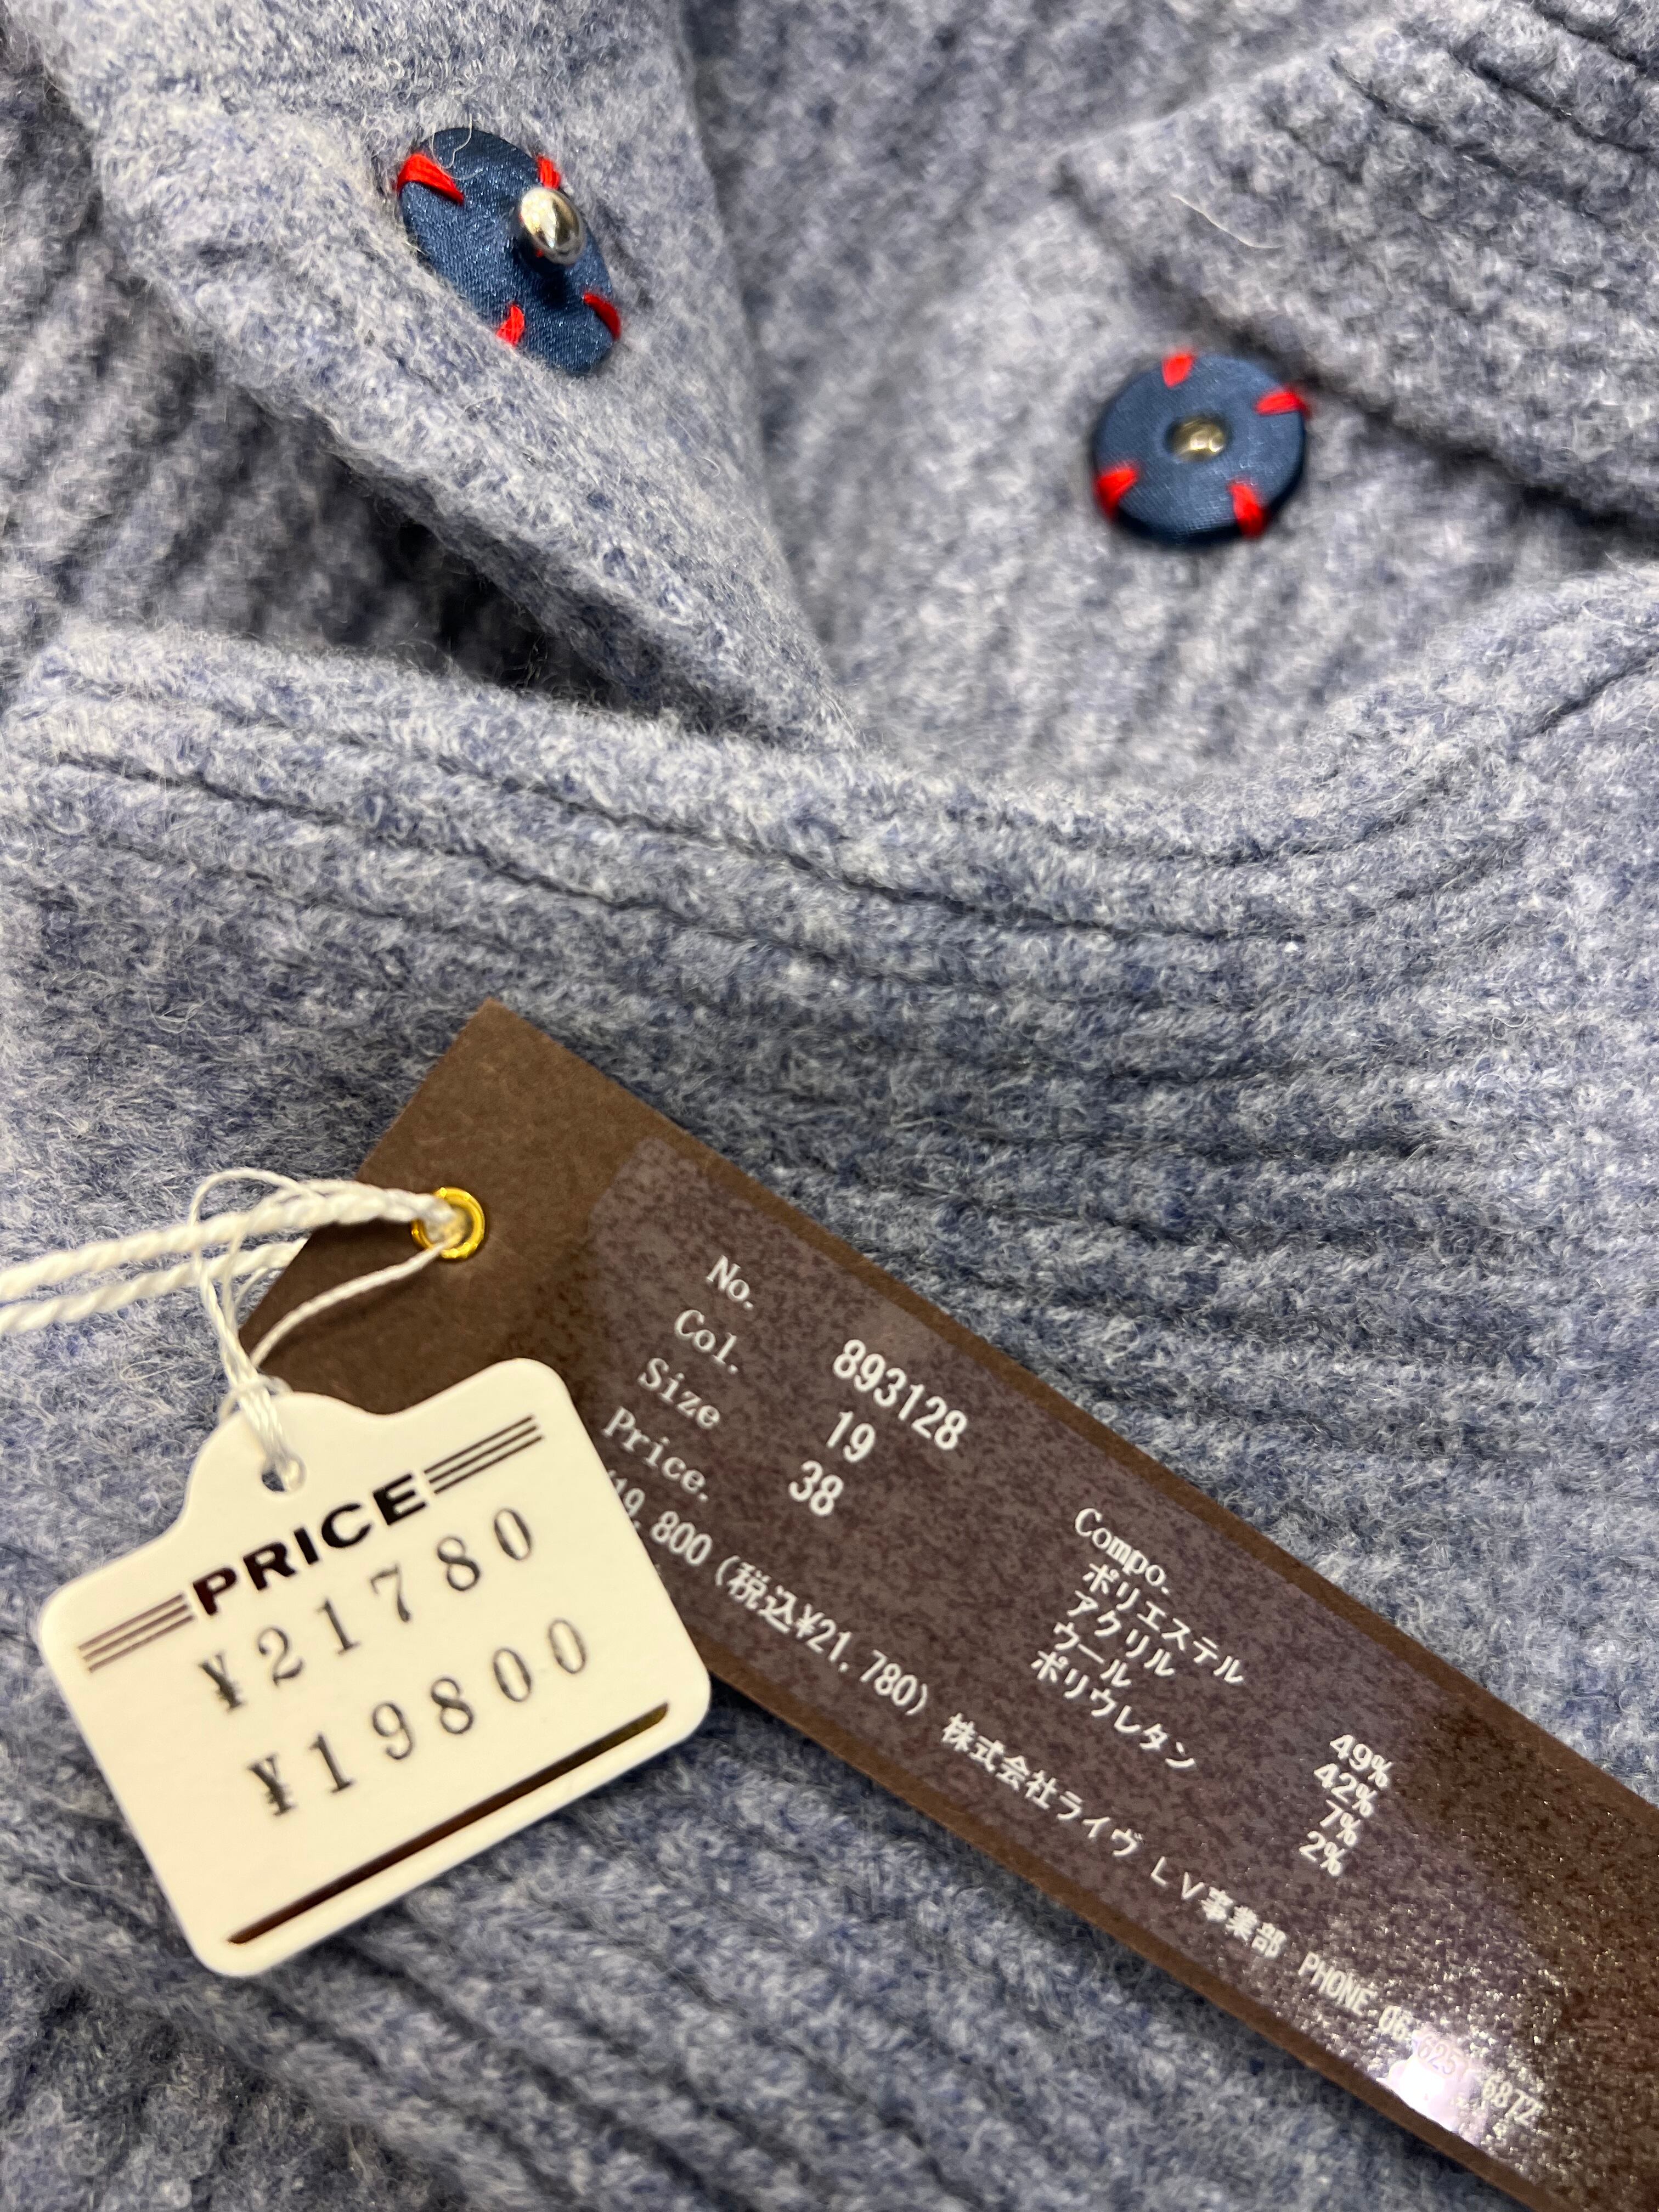 No. 893128
Col. 19
Size 38
Price.
¥19,800 (税込¥21,780)
Compo.
ポリエステル 49%
アクリル 42%
ウール 7%
ポリウレタン 2%
株式会社ライヴ LV事業部 PHONE
PRICE
¥21780
¥19800